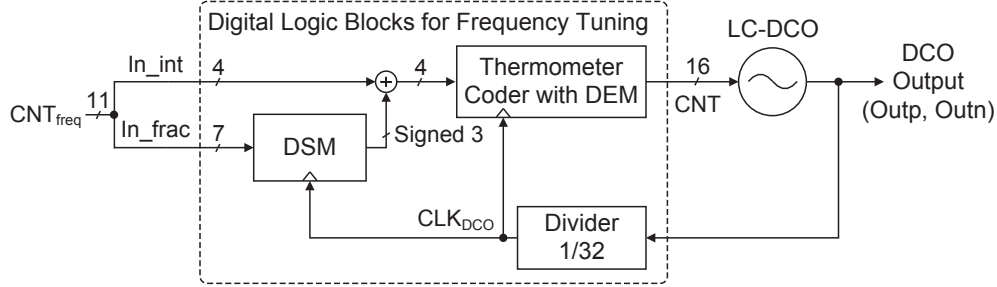 Digital Logic Blocks for Frequency Tuning
LC-DCO
In_int
4
4
Thermometer
Coder with DEM
16
CNT
DCO
Output
(Outp, Outn)
CNTfreq
11
In_frac
7
DSM
Signed 3
CLKDCO
Divider
1/32